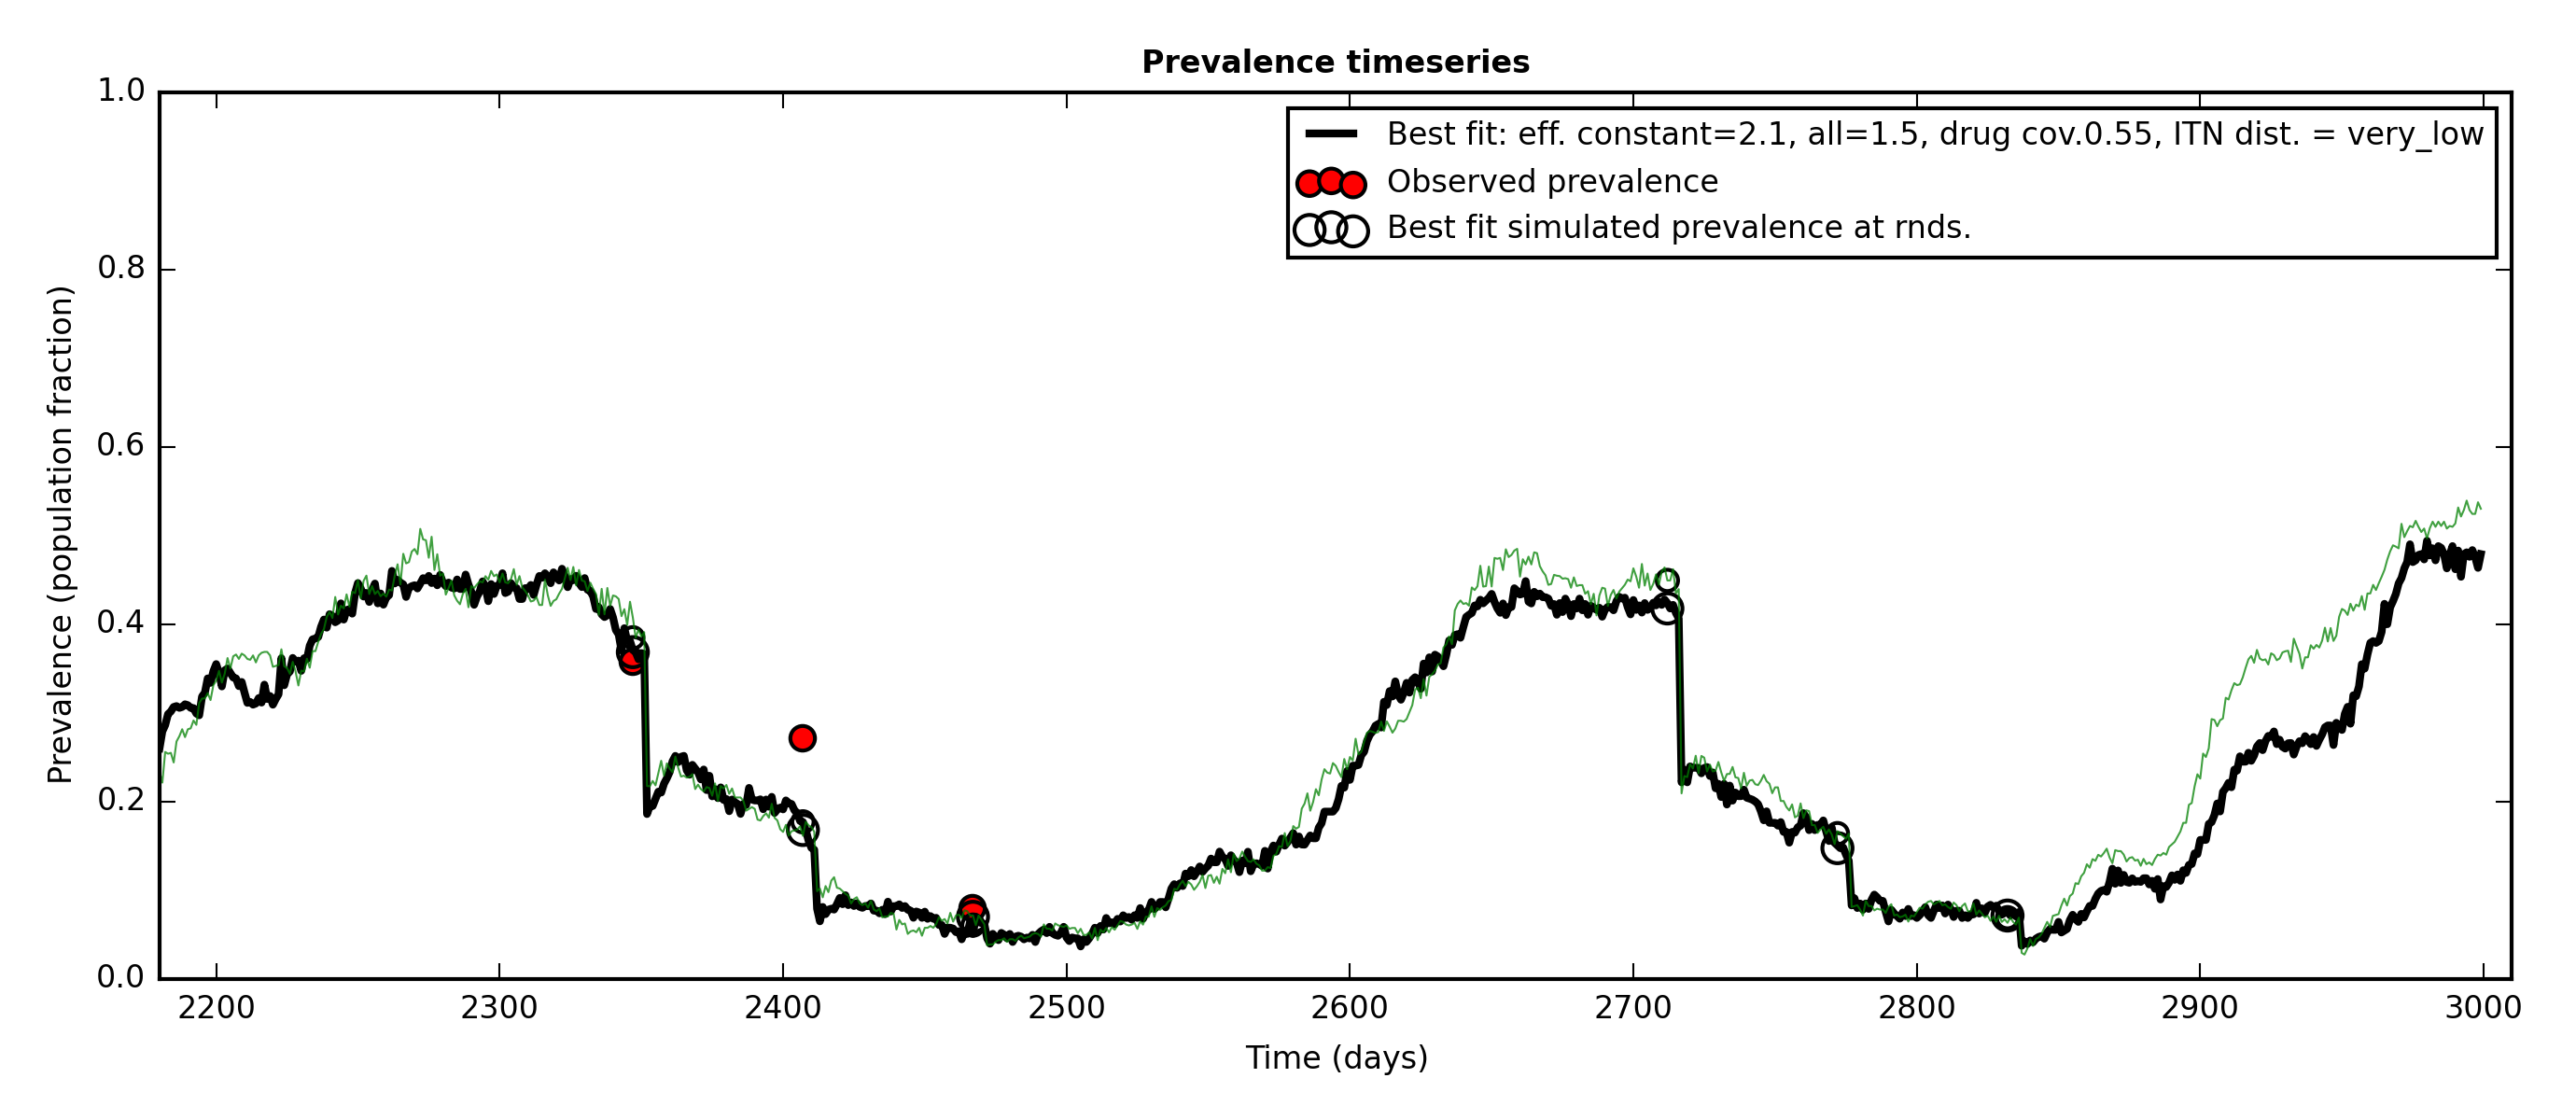 Prevalence timeseries
1.0
0.8
0.6
0.4
0.2
0.0
Prevalence (population fraction)
Best fit: eff. constant=2.1, all=1.5, drug cov.0.55, ITN dist. = very_low
Observed prevalence
Best fit simulated prevalence at rnds.
2200 2300 2400 2500 2600 2700 2800 2900 3000
Time (days)